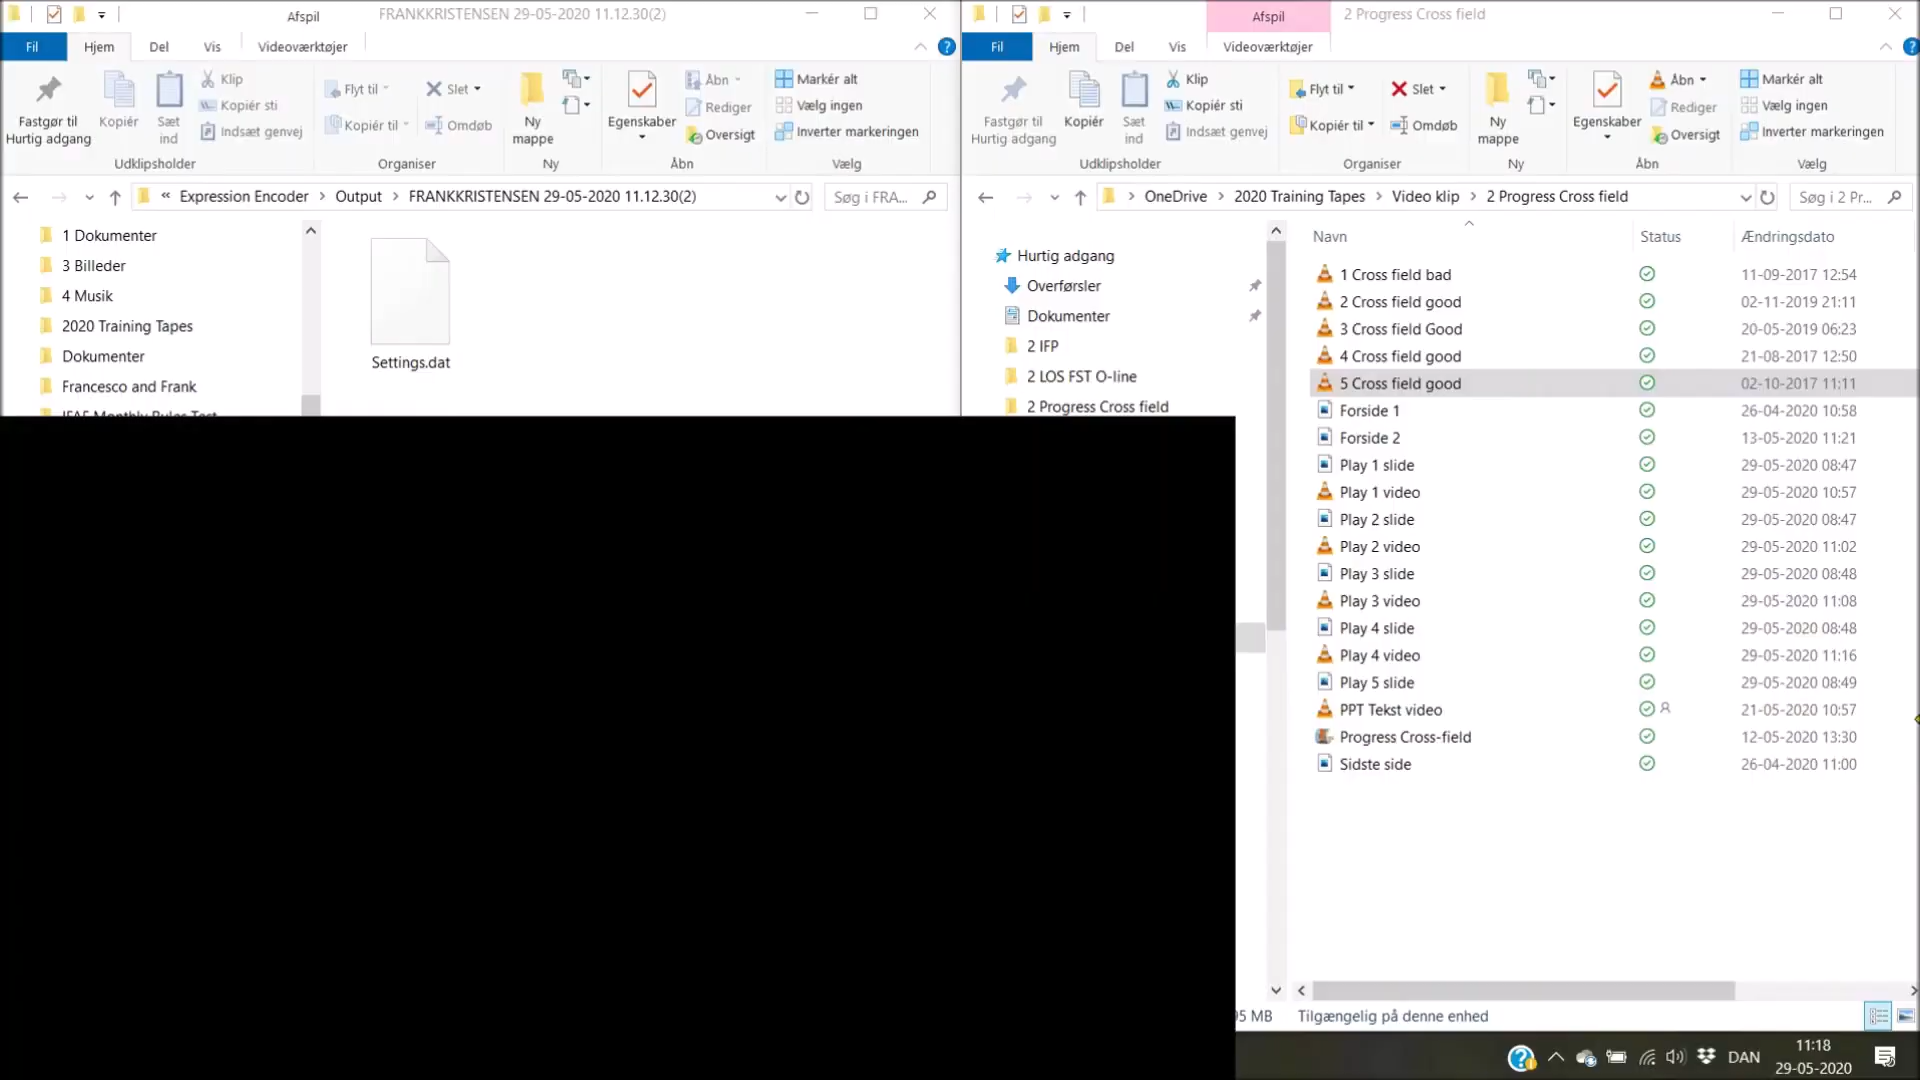 Afspil
FRANKKRISTENSEN 29-05-2020 11.12.30(2)
Fil
Hjem
Del
Vis
Videoværktøjer
Fastgør til
Hurtig adgang
Kopiér
Sæt
ind
Klip
Kopiér sti
Indsæt genvej
Udklipsholder
Flyt til
Kopiér til
Slet
Omdøb
Organiser
Ny
mappe
Ny
Egenskaber
Åbn
Rediger
Oversigt
Åbn
Markér alt
Vælg ingen
Inverter markeringen
Vælg
« Expression Encoder > Output > FRANKKRISTENSEN 29-05-2020 11.12.30(2)
Søg i FRA...
1 Dokumenter
3 Billeder
4 Musik
2020 Training Tapes
Dokumenter
Francesco and Frank
IFAF Monthly Rules Test
Settings.dat
Afspil
2 Progress Cross field
Fil
Hjem
Del
Vis
Videoværktøjer
Fastgør til
Hurtig adgang
Kopiér
Sæt
ind
Klip
Kopiér sti
Indsæt genvej
Udklipsholder
Flyt til
Kopiér til
Slet
Omdøb
Organiser
Ny
mappe
Ny
Egenskaber
Åbn
Rediger
Oversigt
Åbn
Markér alt
Vælg ingen
Inverter markeringen
Vælg
> OneDrive > 2020 Training Tapes > Video klip > 2 Progress Cross field
Søg i 2 Pr...
Hurtig adgang
Overførsler
Dokumenter
2 IFP
2 LOS FST O-line
2 Progress Cross field
Navn Status Ændringsdato
1 Cross field bad 11-09-2017 12:54
2 Cross field good 02-11-2019 21:11
3 Cross field Good 20-05-2019 06:23
4 Cross field good 21-08-2017 12:50
5 Cross field good 02-10-2017 11:11
Forside 1 26-04-2020 10:58
Forside 2 13-05-2020 11:21
Play 1 slide 29-05-2020 08:47
Play 1 video 29-05-2020 10:57
Play 2 slide 29-05-2020 08:47
Play 2 video 29-05-2020 11:02
Play 3 slide 29-05-2020 08:48
Play 3 video 29-05-2020 11:08
Play 4 slide 29-05-2020 08:48
Play 4 video 29-05-2020 11:16
Play 5 slide 29-05-2020 08:49
PPT Tekst video 21-05-2020 10:57
Progress Cross-field 12-05-2020 13:30
Sidste side 26-04-2020 11:00
MB Tilgængelig på denne enhed
DAN
11:18
29-05-2020